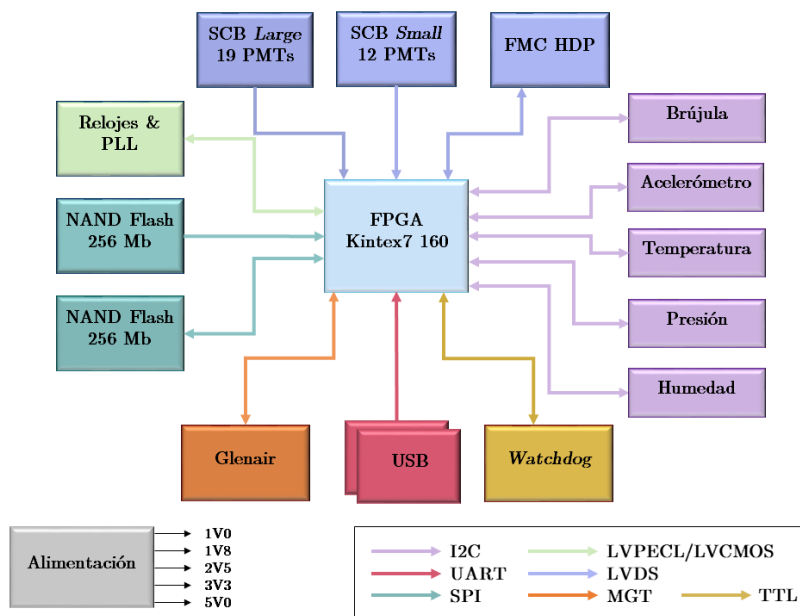 SCB Large
19 PMTs
SCB Small
12 PMTs
FMC HDP
Relojes &
PLL
Brújula
NAND Flash
256 Mb
FPGA
Kintex7 160
Acelerómetro
Temperatura
NAND Flash
256 Mb
Presión
Humedad
Glenair
USB
Watchdog
Alimentación
1V0
1V8
2V5
3V3
5V0
I2C
LVPECL/LVCMOS
UART
LVDS
SPI
MGT
TTL